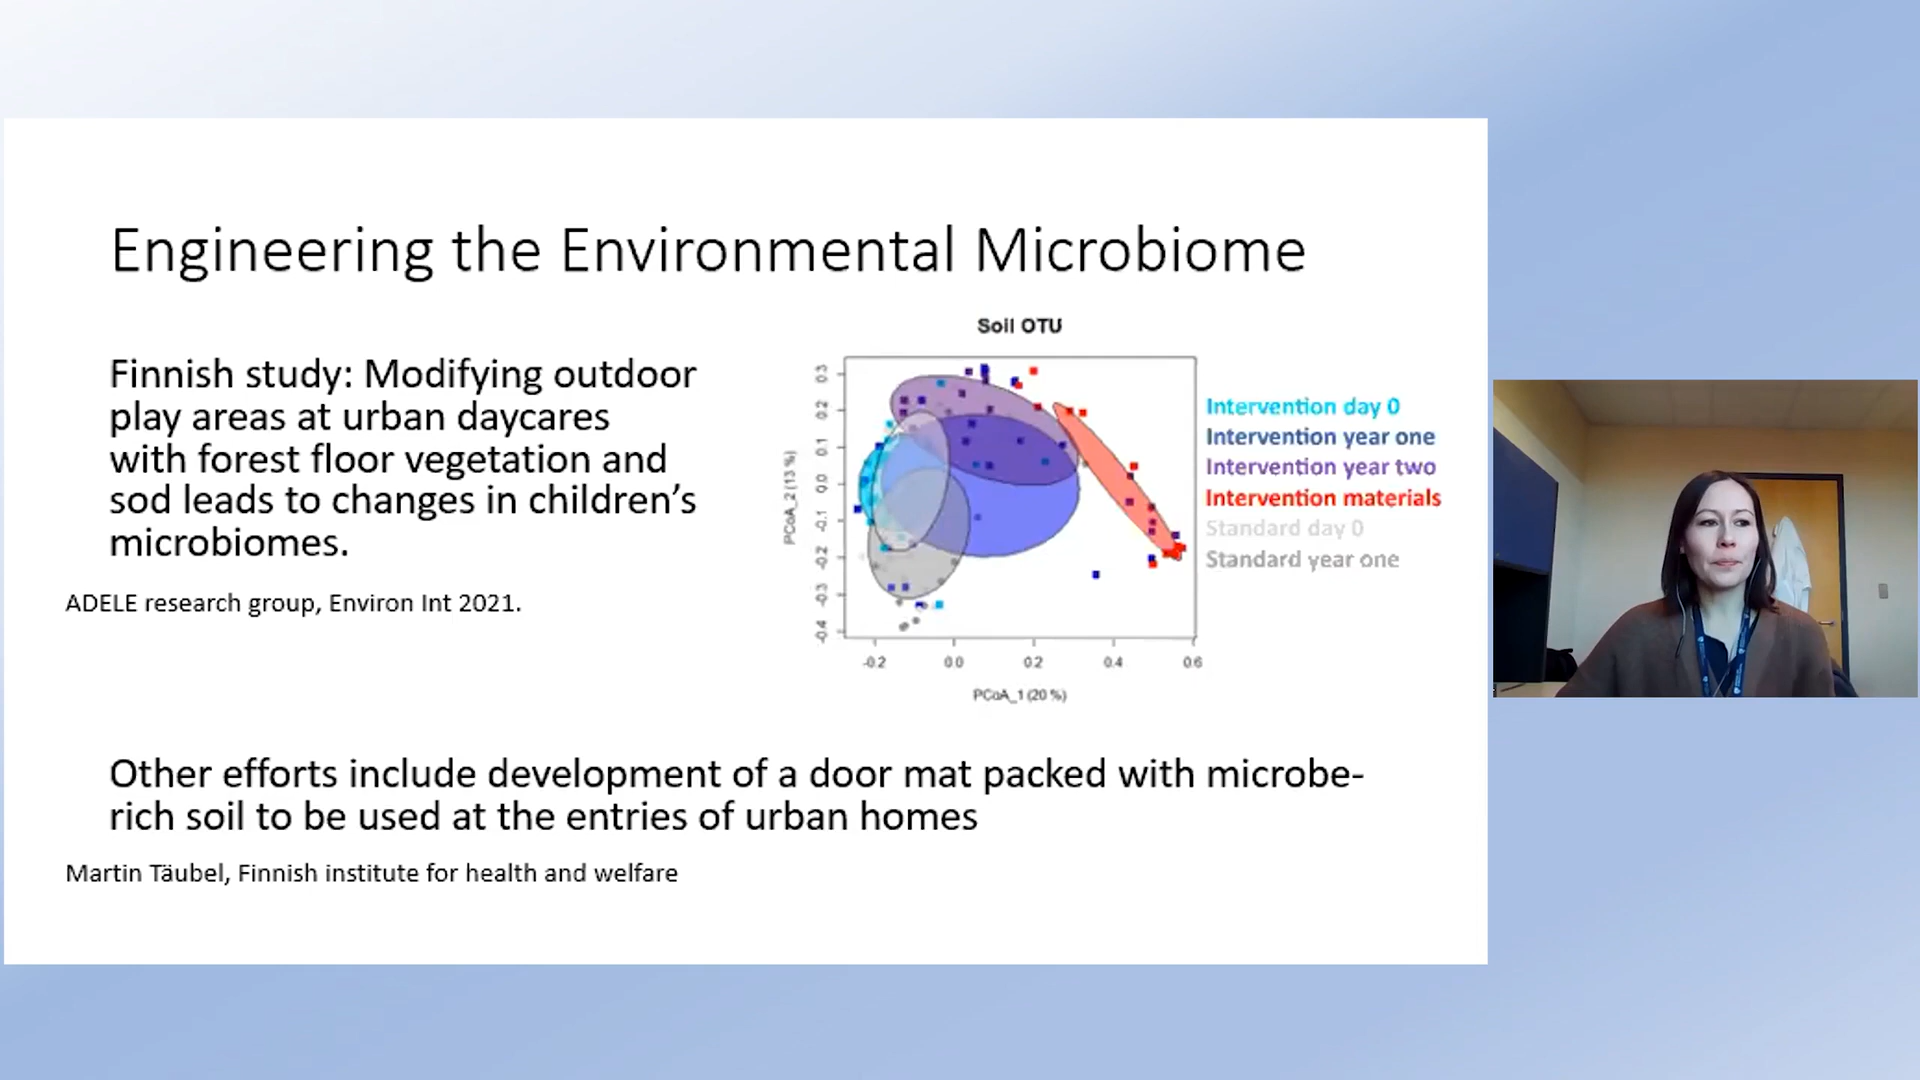 Engineering the Environmental Microbiome
Finnish study: Modifying outdoor
play areas at urban daycares
with forest floor vegetation and
sod leads to changes in children’s
microbiomes.
ADELE research group, Environ Int 2021.
Soil OTU
PCoA_2 (13 %)
0.3
0.2
0.1
0.0
-0.1
-0.2
-0.3
-0.4
-0.2
0.0
0.2
0.4
0.6
PCoA_1 (20 %)
Intervention day 0
Intervention year one
Intervention year two
Intervention materials
Standard day 0
Standard year one
Other efforts include development of a door mat packed with microbe-
rich soil to be used at the entries of urban homes
Martin Täubel, Finnish institute for health and welfare